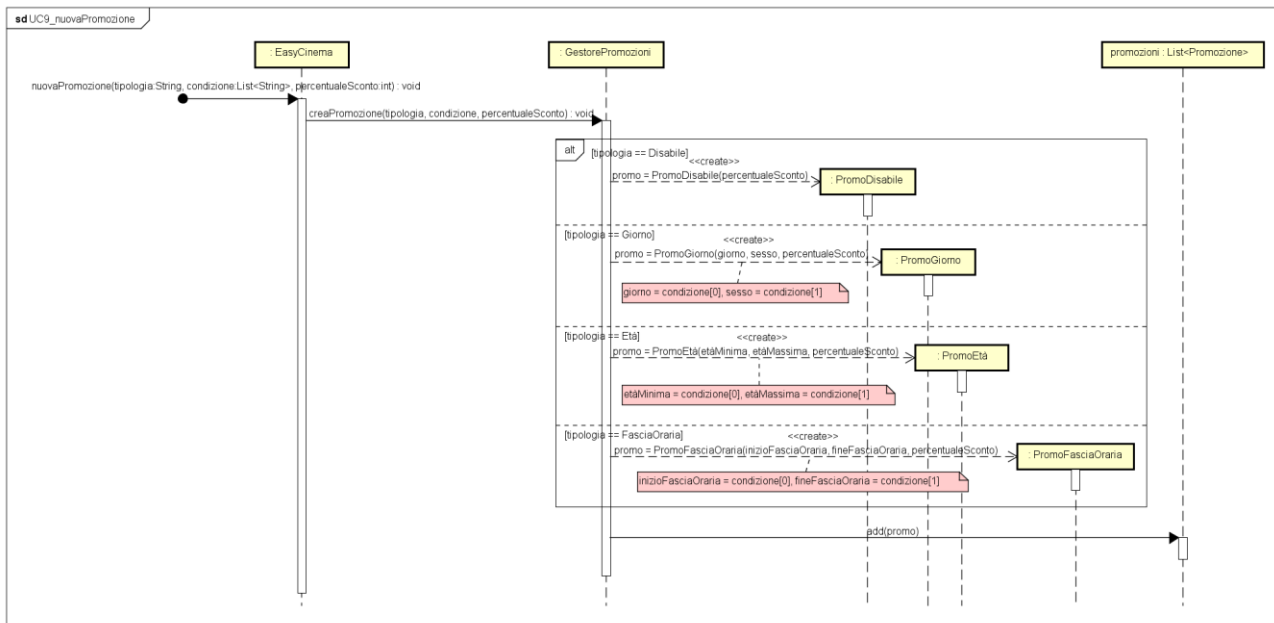 sd UC9_nuovaPromozione
: EasyCinema
: GestorePromozioni
promozioni : List<Promozione>
nuovaPromozione(tipologia:String, condizione:List<String>, percentualeSconto:int) : void
creaPromozione(tipologia, condizione, percentualeSconto) : void
alt
[tipologia == Disabile]
<<create>>
promo = PromoDisabile(percentualeSconto)
: PromoDisabile
[tipologia == Giorno]
<<create>>
promo = PromoGiorno(giorno, sesso, percentualeSconto)
: PromoGiorno
giorno = condizione[0], sesso = condizione[1]
[tipologia == Età]
<<create>>
promo = PromoEtà(etàMinima, etàMassima, percentualeSconto)
: PromoEtà
etàMinima = condizione[0], etàMassima = condizione[1]
[tipologia == FasciaOraria]
<<create>>
promo = PromoFasciaOraria(inizioFasciaOraria, fineFasciaOraria, percentualeSconto)
: PromoFasciaOraria
inizioFasciaOraria = condizione[0], fineFasciaOraria = condizione[1]
add(promo)